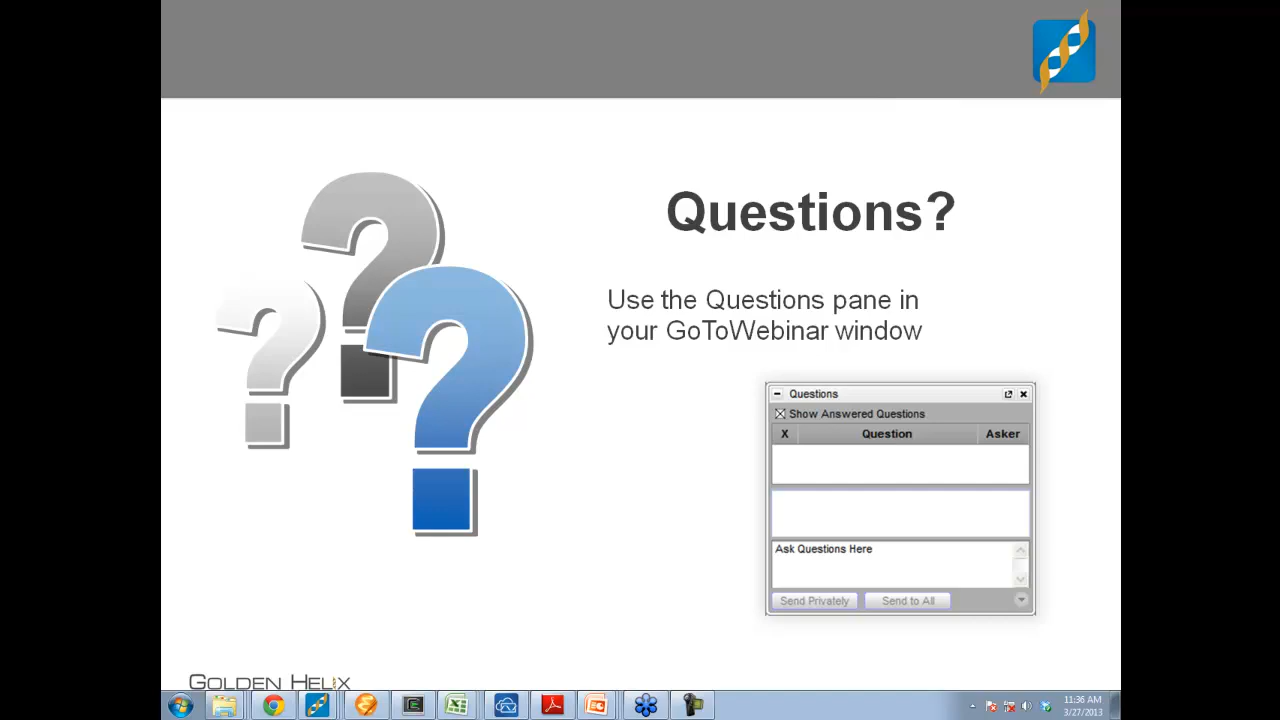 Questions?
Use the Questions pane in
your GoToWebinar window
Questions
Show Answered Questions
X Question Asker
Ask Questions Here
Send Privately Send to All
GOLDEN HELIX
11:36 AM
3/27/2013